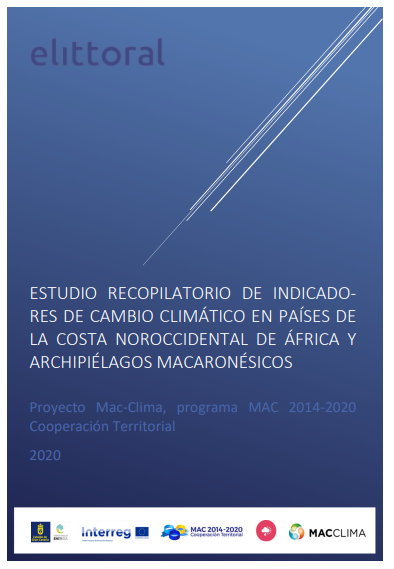 elittoral
ESTUDIO RECOPILATORIO DE INDICADO-
RES DE CAMBIO CLIMÁTICO EN PAÍSES DE
LA COSTA NOROCCIDENTAL DE ÁFRICA Y
ARCHIPIÉLAGOS MACARONÉSICOS
Proyecto Mac-Clima, programa MAC 2014-2020
Cooperación Territorial
2020
Interreg
MAC 2014-2020
Cooperación Territorial
MACCLIMA